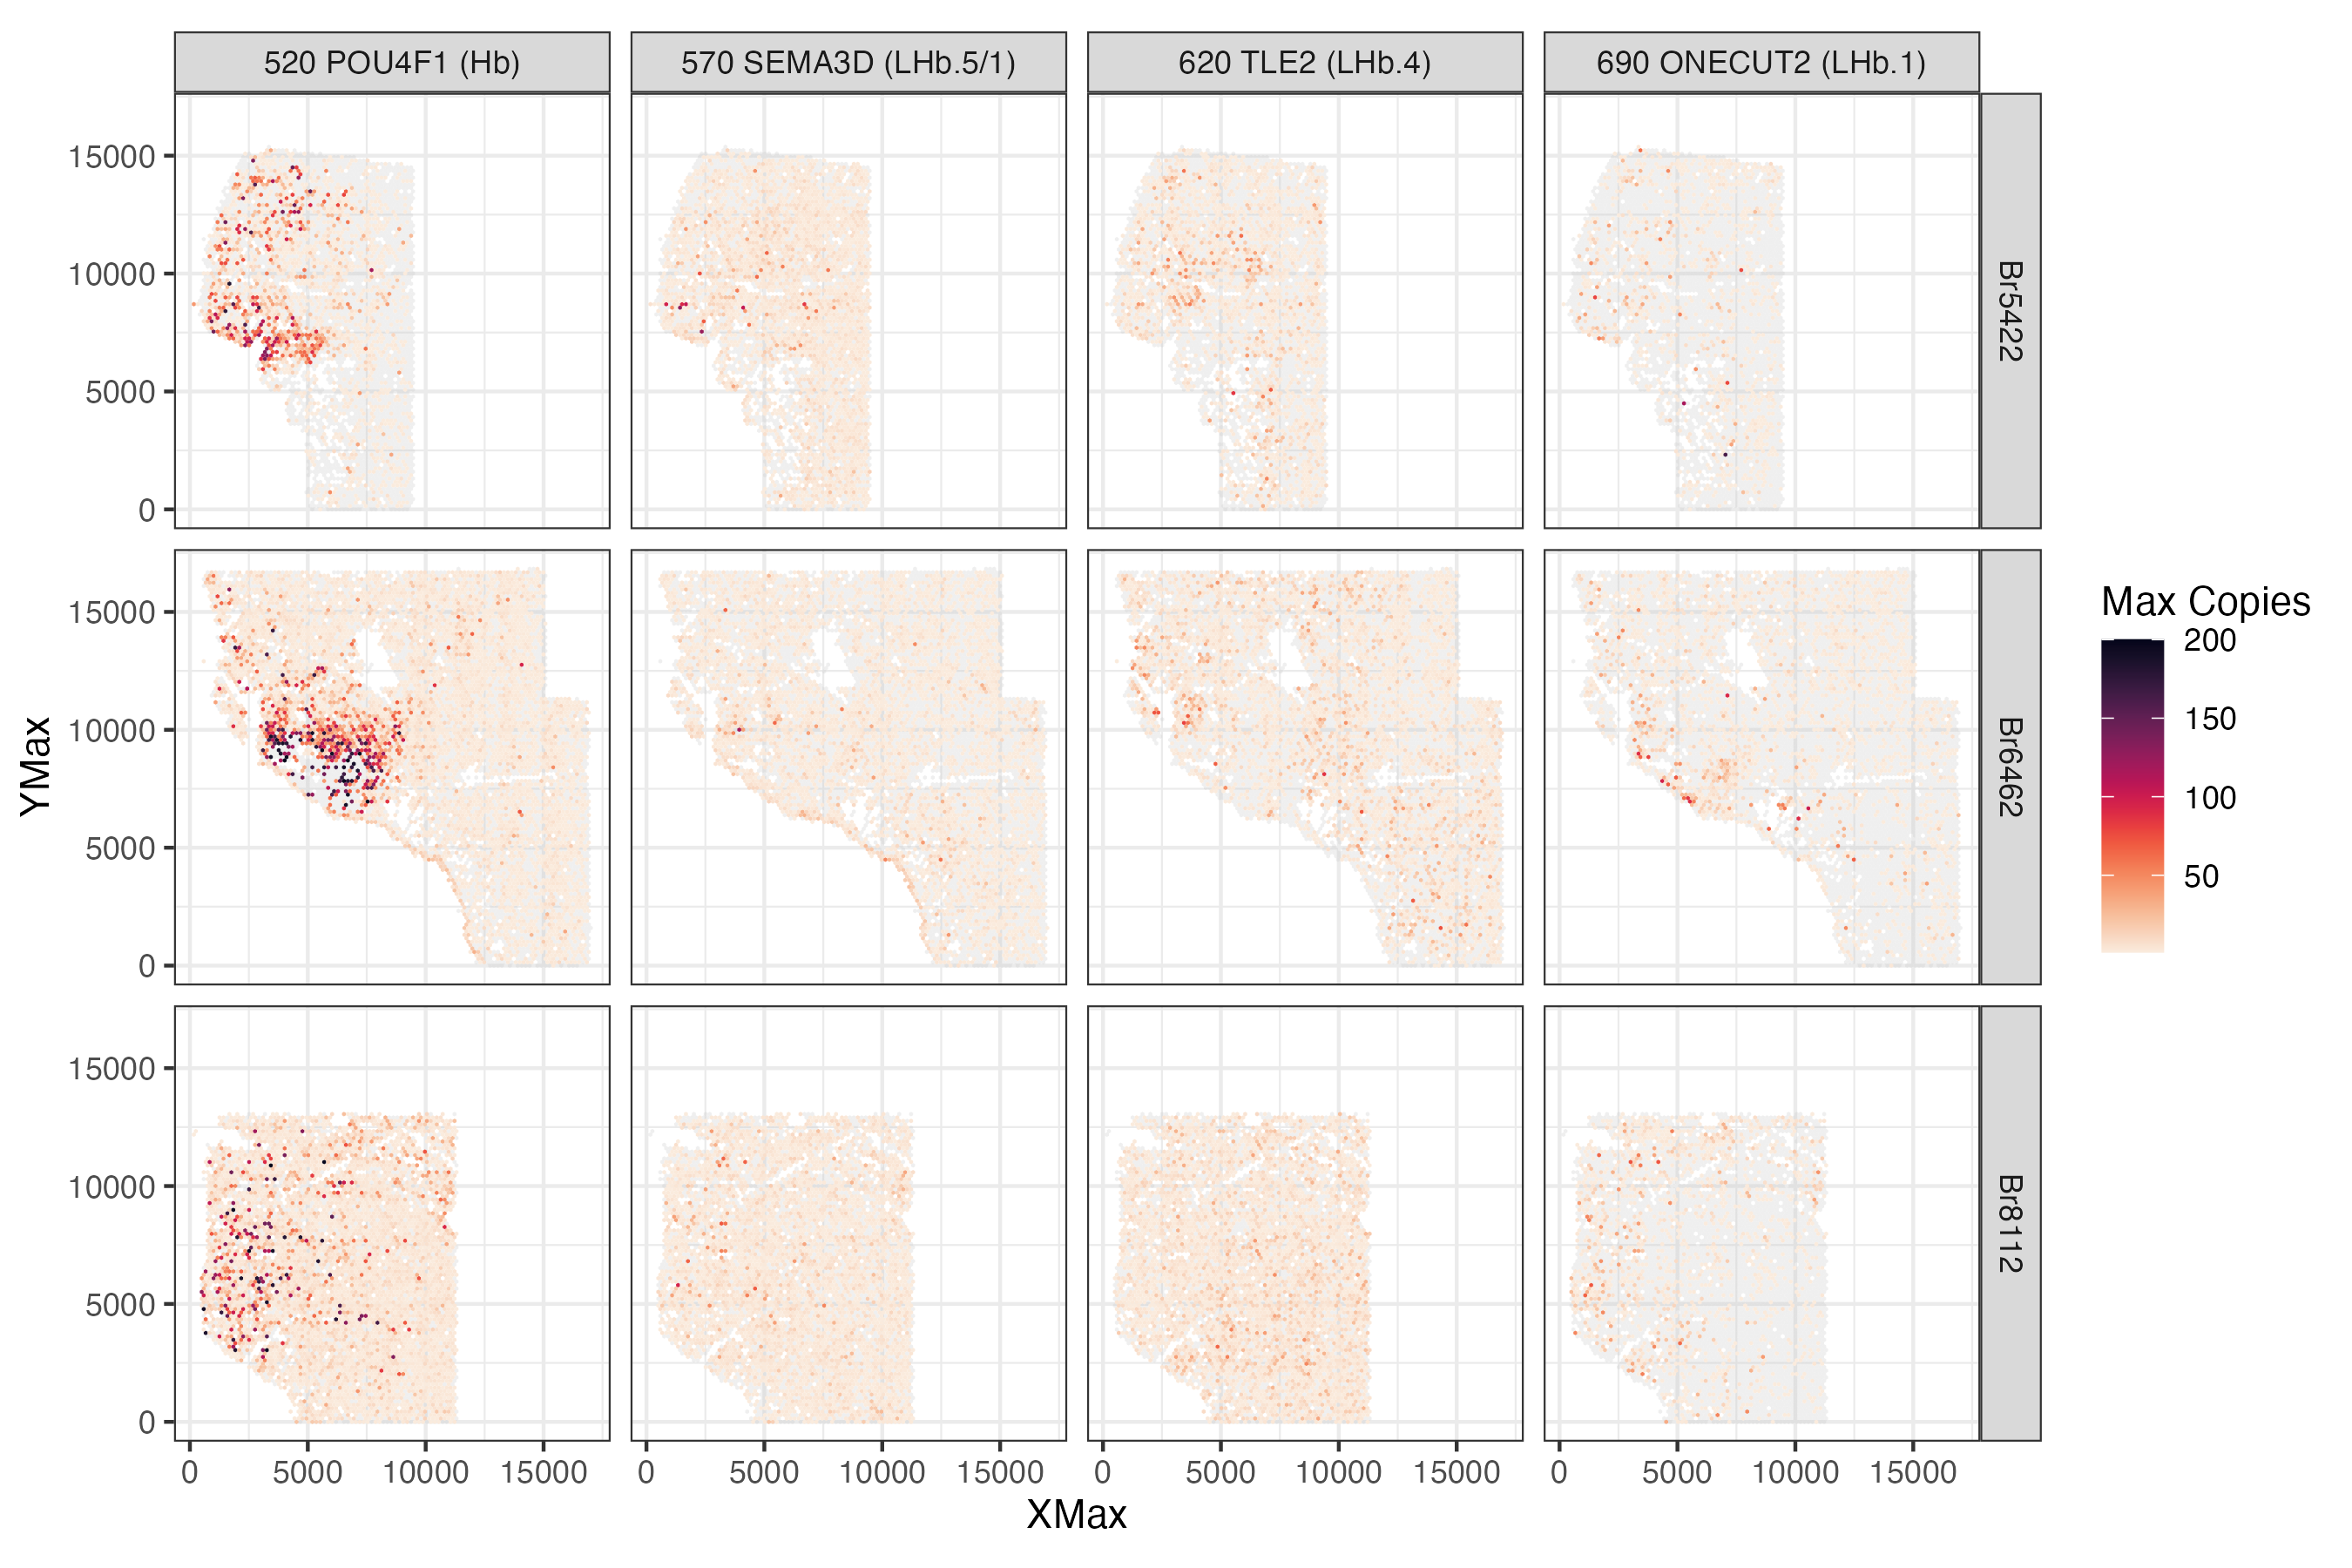 520 POU4F1 (Hb)
570 SEMA3D (LHb.5/1)
620 TLE2 (LHb.4)
690 ONECUT2 (LHb.1)
15000
10000
5000
0
Br5422
15000
10000
5000
0
Br6462
15000
10000
5000
0
Br8112
0 5000 10000 15000
0 5000 10000 15000
0 5000 10000 15000
0 5000 10000 15000
XMax
YMax
Max Copies
200
150
100
50